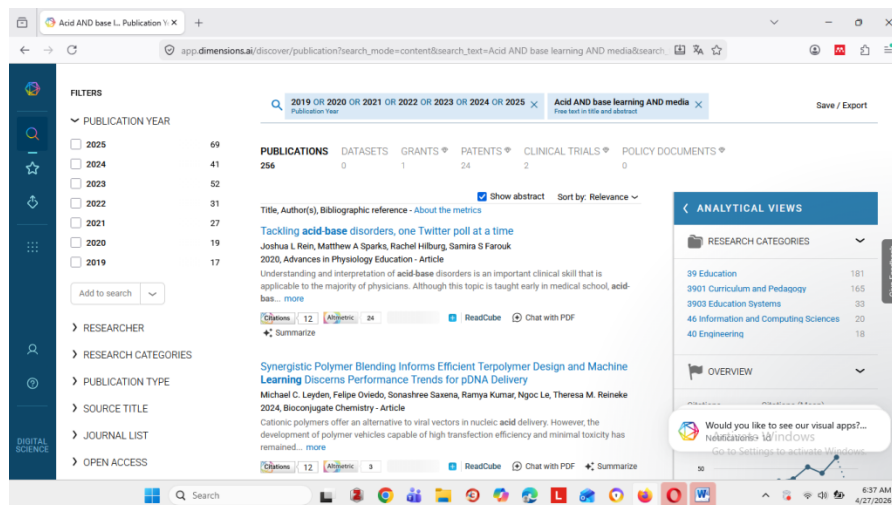 Acid AND base l... Publication Ye
app.dimensions.ai/discover/publication?search_mode=content&search_text=Acid AND base learning AND media&search_
FILTERS
PUBLICATION YEAR
2025 69
2024 41
2023 52
2022 31
2021 27
2020 19
2019 17
Add to search
RESEARCHER
RESEARCH CATEGORIES
PUBLICATION TYPE
SOURCE TITLE
JOURNAL LIST
OPEN ACCESS
DIGITAL
SCIENCE
2019 OR 2020 OR 2021 OR 2022 OR 2023 OR 2024 OR 2025
Publication Year
Acid AND base learning AND media
Free text in title and abstract
Save / Export
PUBLICATIONS DATASETS GRANTS PATENTS CLINICAL TRIALS POLICY DOCUMENTS
256 0 1 24 2 0
Show abstract Sort by: Relevance
Title, Author(s), Bibliographic reference - About the metrics
Tackling acid-base disorders, one Twitter poll at a time
Joshua L Rein, Matthew A Sparks, Rachel Hilburg, Samira S Farouk
2020, Advances in Physiology Education - Article
Understanding and interpretation of acid-base disorders is an important clinical skill that is
applicable to the majority of physicians. Although this topic is taught early in medical school, acid-
bas... more
Citations 12 Altmetric 24 ReadCube Chat with PDF
Summarize
Synergistic Polymer Blending Informs Efficient Terpolymer Design and Machine
Learning Discerns Performance Trends for pDNA Delivery
Michael C. Leyden, Felipe Oviedo, Sonashree Saxena, Ramya Kumar, Ngoc Le, Theresa M. Reineke
2024, Bioconjugate Chemistry - Article
Cationic polymers offer an alternative to viral vectors in nucleic acid delivery. However, the
development of polymer vehicles capable of high transfection efficiency and minimal toxicity has
remained... more
Citations 12 Altmetric 3 ReadCube Chat with PDF Summarize
ANALYTICAL VIEWS
RESEARCH CATEGORIES
39 Education 181
3901 Curriculum and Pedagogy 165
3903 Education Systems 33
46 Information and Computing Sciences 20
40 Engineering 18
OVERVIEW
Would you like to see our visual apps?...
Notifications • 1d
Go to Settings to activate Windows.
50
Search
6:37 AM
4/27/2026